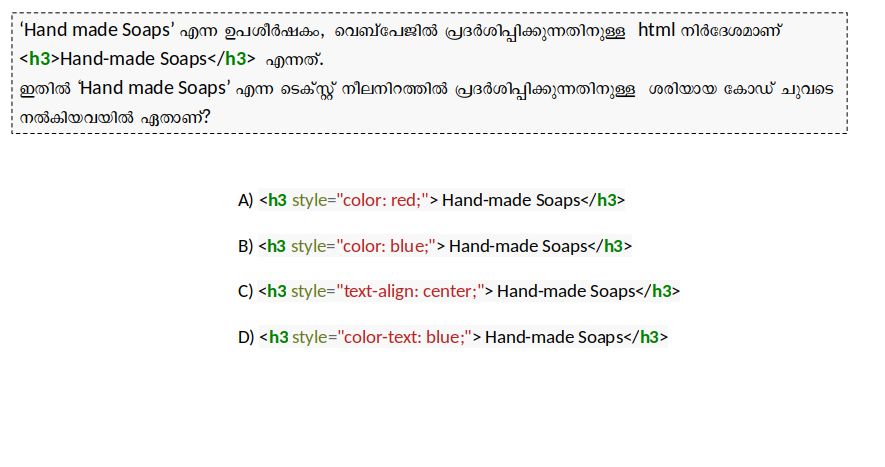 ‘Hand made Soaps’ എന്ന ഉപശീർഷകം, വെബ്‌പേജിൽ പ്രദർശിപ്പിക്കുന്നതിനുള്ള html നിർദേശമാണ്
<h3>Hand-made Soaps</h3> എന്നത്.
ഇതിൽ ‘Hand made Soaps’ എന്ന ടെക്സ്റ്റ് നീലനിറത്തിൽ പ്രദർശിപ്പിക്കുന്നതിനുള്ള ശരിയായ കോഡ് ചുവടെ
നൽകിയവയിൽ ഏതാണ്?
A) <h3 style="color: red;"> Hand-made Soaps</h3>
B) <h3 style="color: blue;"> Hand-made Soaps</h3>
C) <h3 style="text-align: center;"> Hand-made Soaps</h3>
D) <h3 style="color-text: blue;"> Hand-made Soaps</h3>